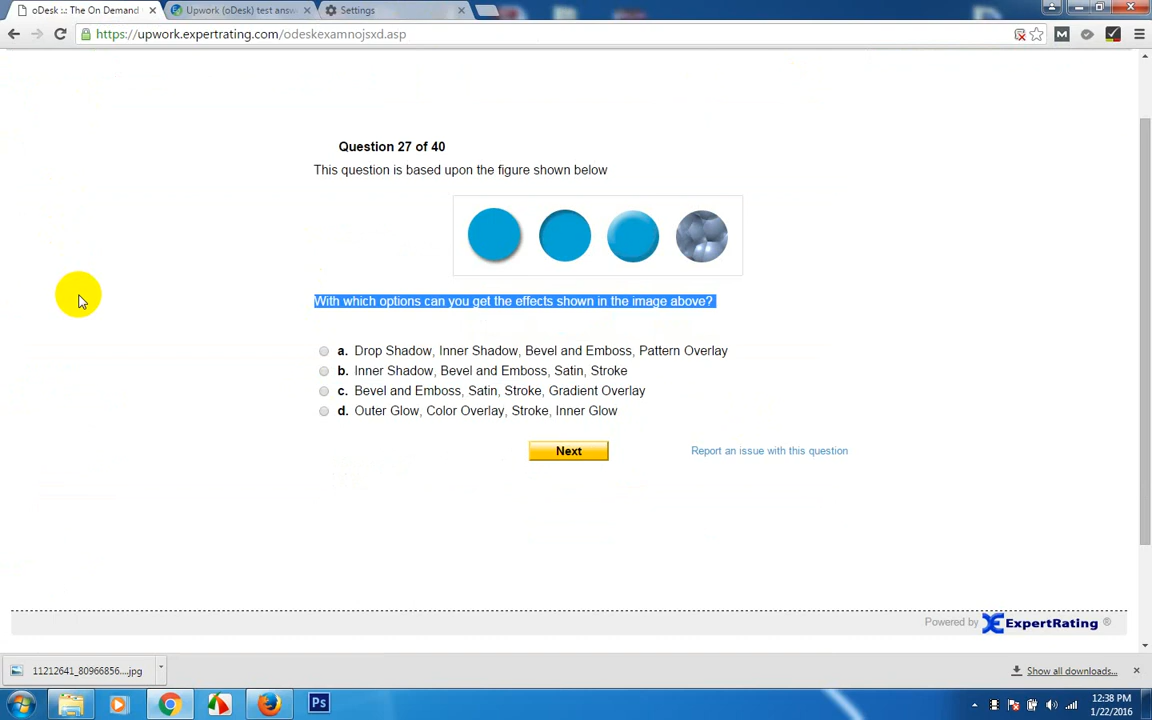 oDesk ::: The On Demand
Upwork (oDesk) test answ
Settings
https://upwork.expertrating.com/odeskexamnojsxd.asp
Question 27 of 40
This question is based upon the figure shown below
With which options can you get the effects shown in the image above?
a. Drop Shadow, Inner Shadow, Bevel and Emboss, Pattern Overlay
b. Inner Shadow, Bevel and Emboss, Satin, Stroke
c. Bevel and Emboss, Satin, Stroke, Gradient Overlay
d. Outer Glow, Color Overlay, Stroke, Inner Glow
Next
Report an issue with this question
Powered by ExpertRating ®
11212641_80966856....jpg
Show all downloads...
Ps
12:38 PM
1/22/2016